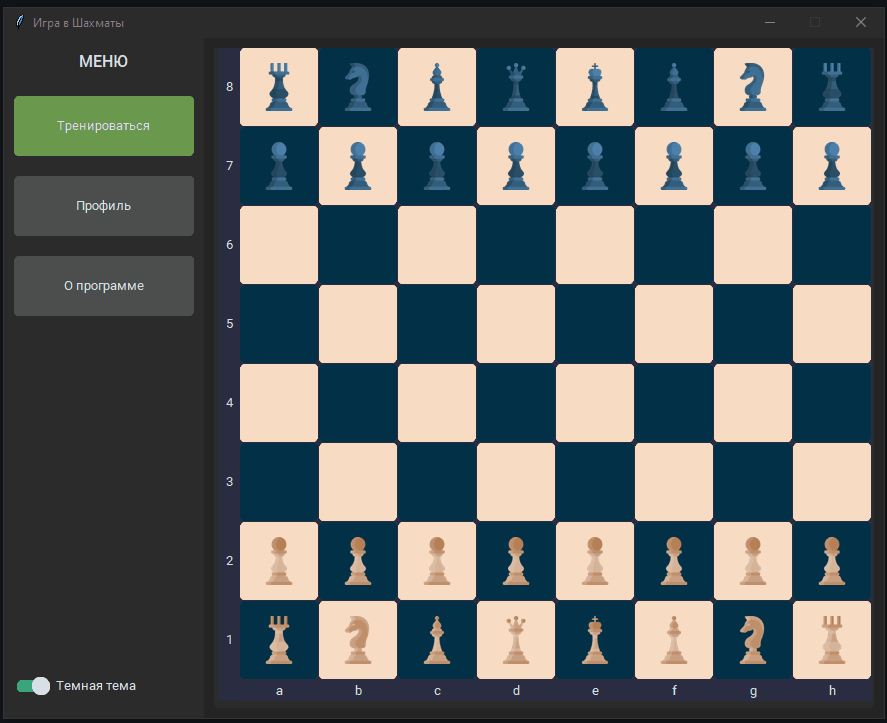 Игра в Шахматы
МЕНЮ
Тренироваться
Профиль
О программе
Темная тема
8
7
6
5
4
3
2
1
a b c d e f g h